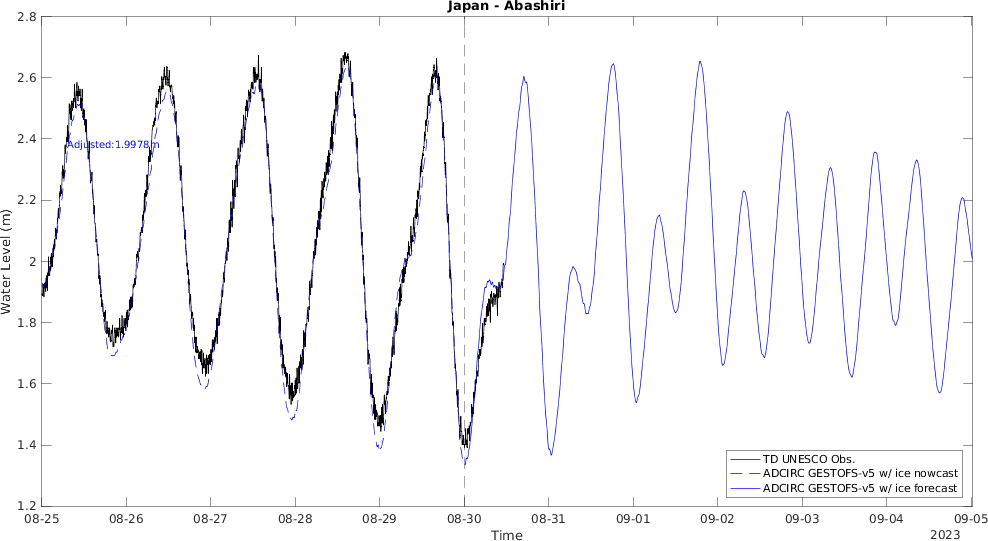 Japan - Abashiri
2.8
2.6
2.4
2.2
2
1.8
1.6
1.4
1.2
Water Level (m)
Adjusted:1.9978m
TD UNESCO Obs.
ADCIRC GESTOFS-v5 w/ ice nowcast
ADCIRC GESTOFS-v5 w/ ice forecast
08-25 08-26 08-27 08-28 08-29 08-30 08-31 09-01 09-02 09-03 09-04 09-05
Time
2023